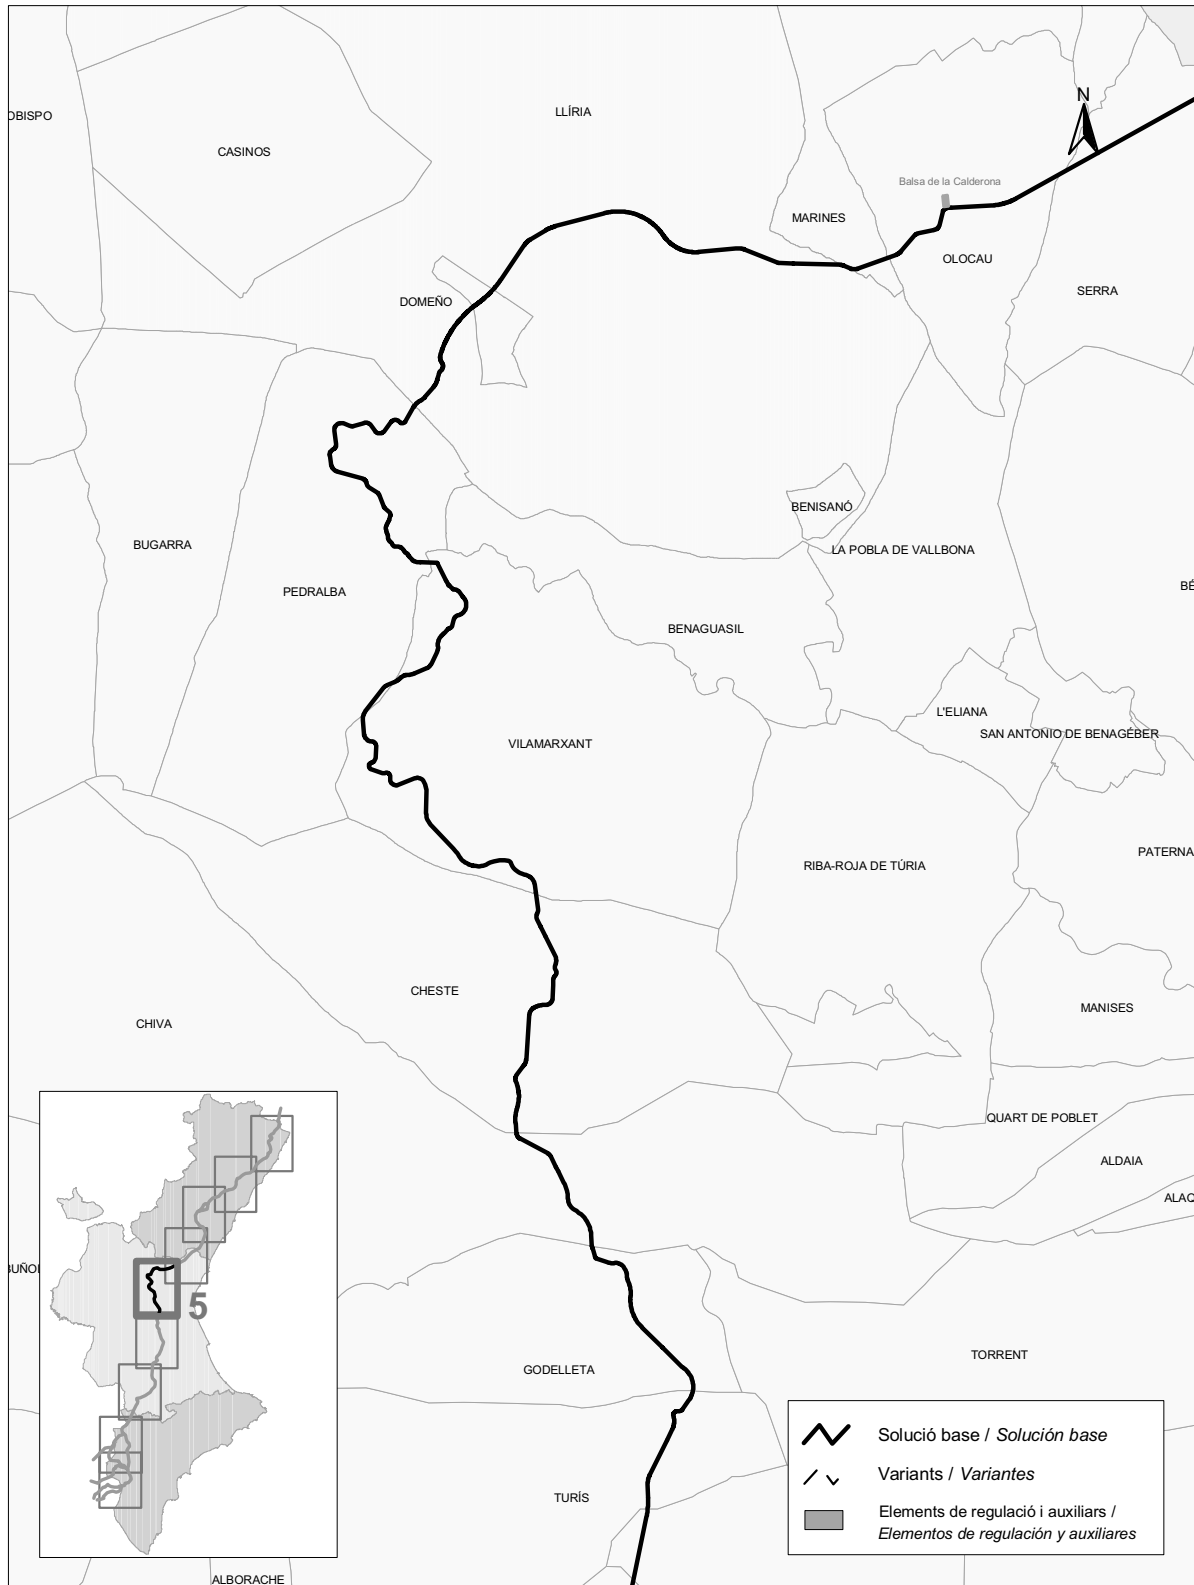 N
OBISPO
LLÍRIA
CASINOS
Balsa de la Calderona
MARINES
OLOCAU
SERRA
DOMEÑO
BENISANÓ
BUGARRA
LA POBLA DE VALLBONA
PEDRALBA
BÉ
BENAGUASIL
L'ELIANA
SAN ANTOÑIO DE BENAGÉBER
VILAMARXANT
PATERNA
RIBA-ROJA DE TÚRIA
CHESTE
MANISES
CHIVA
QUART DE POBLET
ALDAIA
ALAQ
BUÑOL
5
GODELLETA
TORRENT
TURÍS
ALBORACHE
Solució base / Solución base
Variants / Variantes
Elements de regulació i auxiliars /
Elementos de regulación y auxiliares